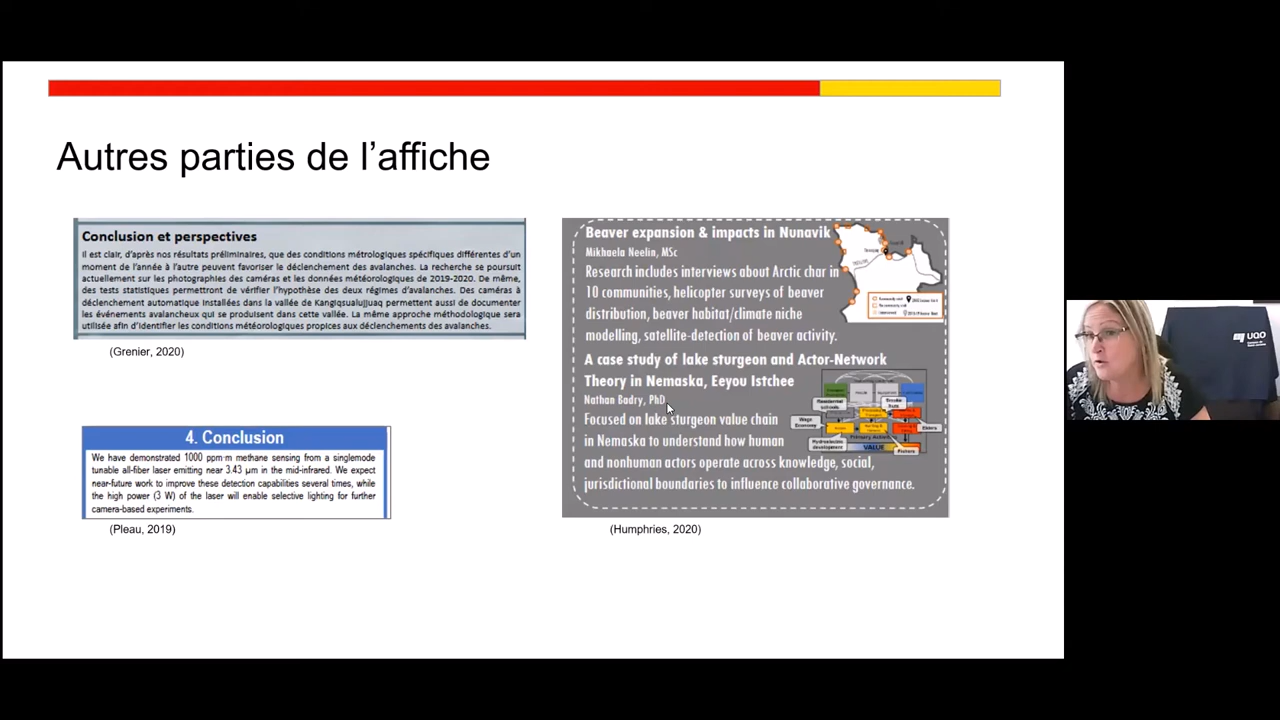 Autres parties de l’affiche
Conclusion et perspectives
Il est clair, d’après nos résultats préliminaires, que des conditions métrologiques spécifiques différentes d’un
moment de l’année à l’autre peuvent favoriser le déclenchement des avalanches. La recherche se poursuit
actuellement sur les photographies des caméras et les données météorologiques de 2019-2020. De même,
des tests statistiques permettront de vérifier l’hypothèse des deux régimes d’avalanches. Des caméras à
déclenchement automatique installées dans la vallée de Kangiqsualujjuaq permettent aussi de documenter
les événements avalancheux qui se produisent dans cette vallée. La même approche méthodologique sera
utilisée afin d’identifier les conditions météorologiques propices aux déclenchements des avalanches.
(Grenier, 2020)
4. Conclusion
We have demonstrated 1000 ppm·m methane sensing from a singlemode
tunable all-fiber laser emitting near 3.43 µm in the mid-infrared. We expect
near-future work to improve these detection capabilities several times, while
the high power (3 W) of the laser will enable selective lighting for further
camera-based experiments.
(Pleau, 2019)
Beaver expansion & impacts in Nunavik
Mikhaela Neelin, MSc
Research includes interviews about Arctic char in
10 communities, helicopter surveys of beaver
distribution, beaver habitat/climate niche
modelling, satellite-detection of beaver activity.
A case study of lake sturgeon and Actor-Network
Theory in Nemaska, Eeyou Istchee
Nathan Badry, PhD
Focused on lake sturgeon value chain
in Nemaska to understand how human
and nonhuman actors operate across knowledge, social,
jurisdictional boundaries to influence collaborative governance.
Residential
schools
Smoke
huts
Wage
Economy
Elders
Hydroelectric
development
VALUE
Fishers
(Humphries, 2020)
UQO